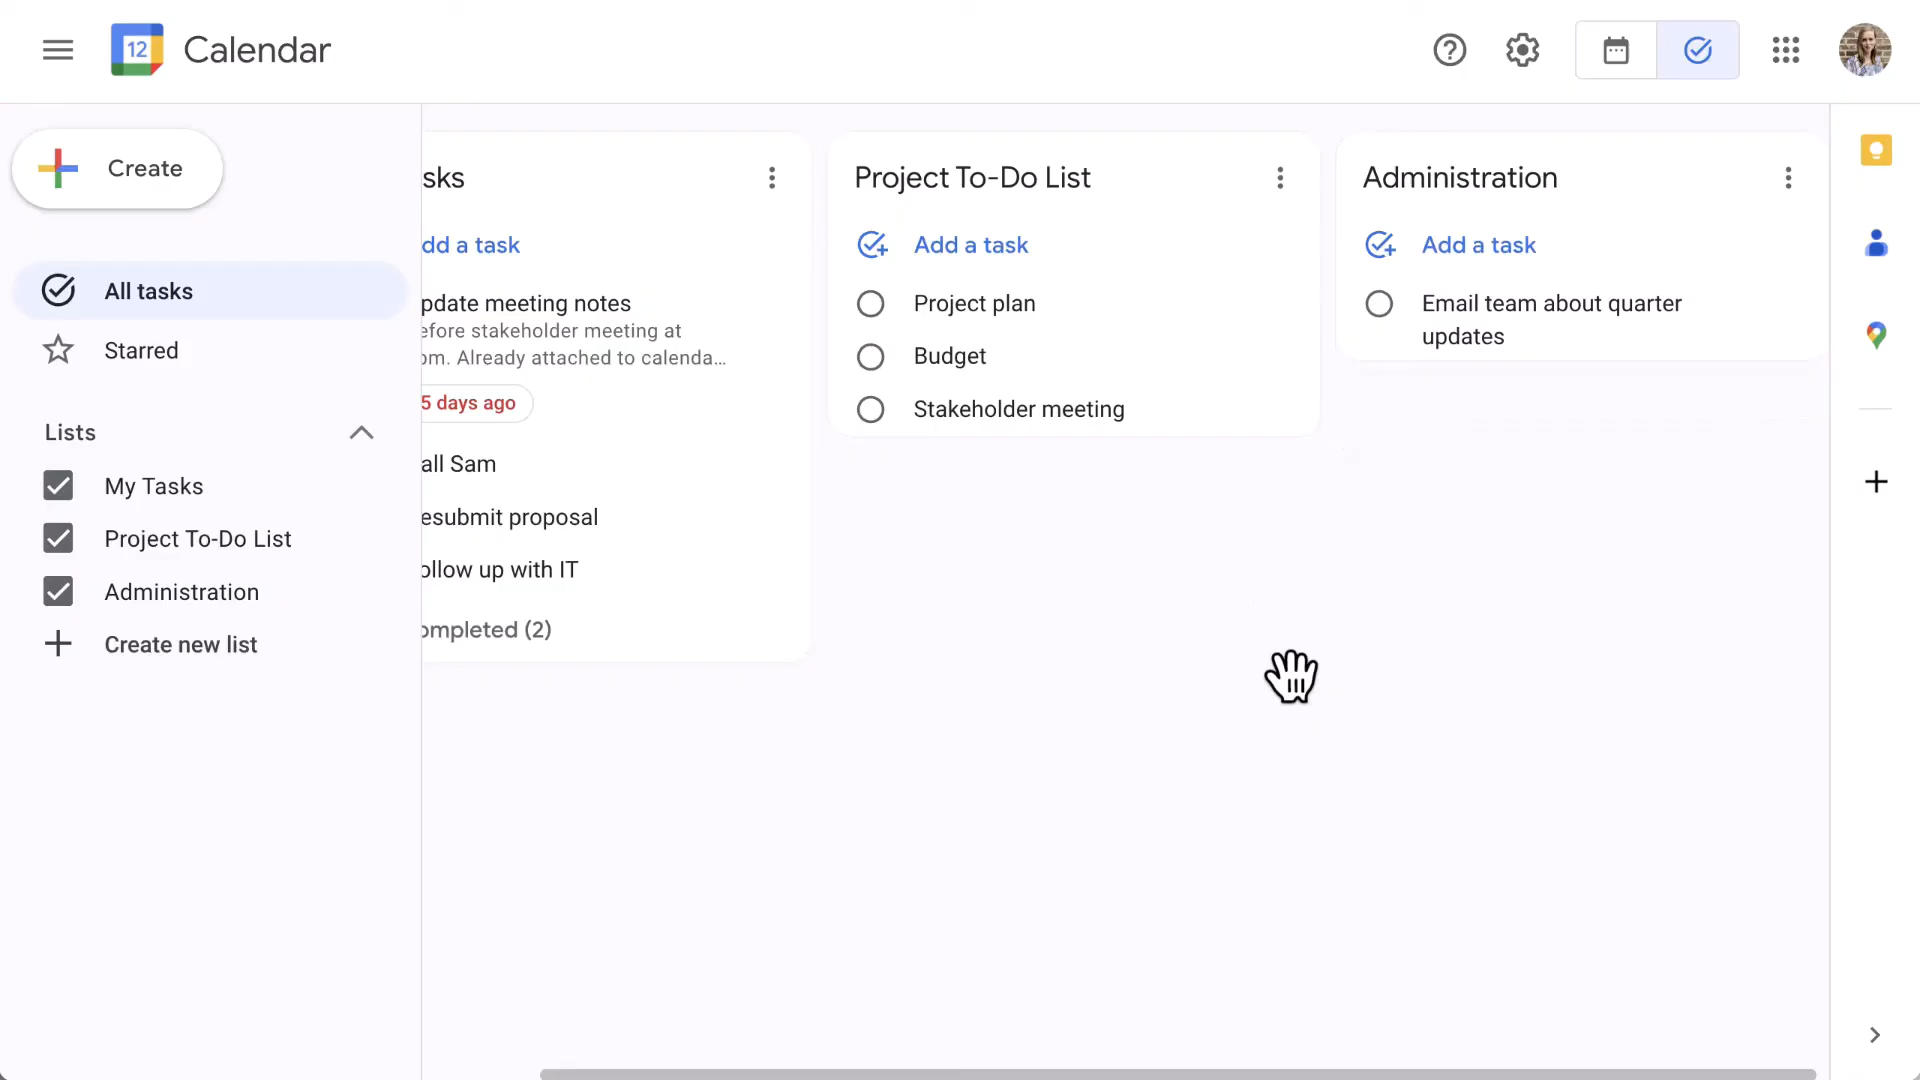 12
Calendar
Create
All tasks
Starred
Lists
My Tasks
Project To-Do List
Administration
Create new list
sks
dd a task
pdate meeting notes
efore stakeholder meeting at
om. Already attached to calenda...
5 days ago
all Sam
esubmit proposal
ollow up with IT
ompleted (2)
Project To-Do List
Add a task
Project plan
Budget
Stakeholder meeting
Administration
Add a task
Email team about quarter
updates